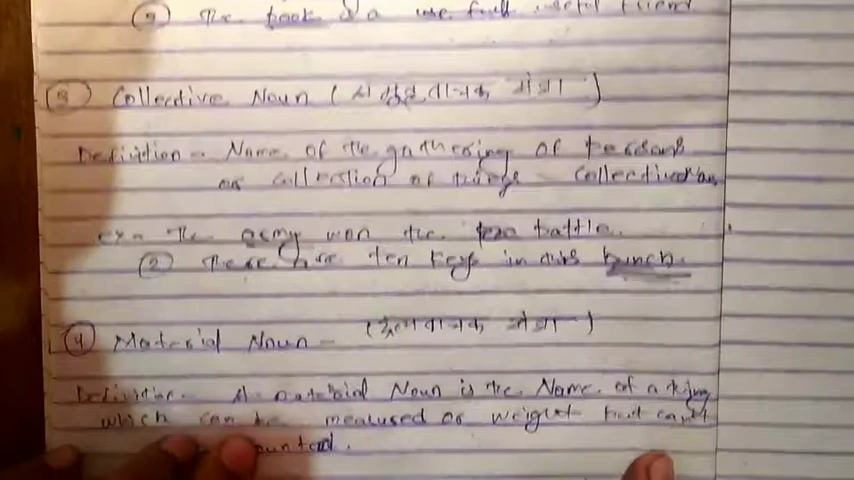 ② The book is a use full useful friend
③ Collective Noun (समूहवाचक संज्ञा)
Definition - Name of the gathering of persons
or collection of things - Collective
ex- The army won the battle.
② There are ten keys in this bunch.
④ Material Noun - (द्रव्यवाचक संज्ञा)
Definition. A material Noun is the Name of a thing
which can be measused or weight but can't
counted.